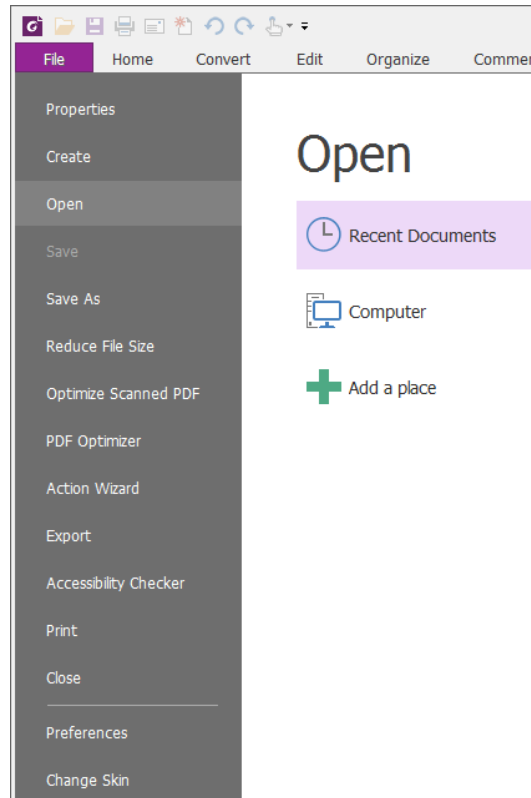 File Home Convert Edit Organize
Properties
Create
Open
Save
Save As
Reduce File Size
Optimize Scanned PDF
PDF Optimizer
Action Wizard
Export
Accessibility Checker
Print
Close
Preferences
Change Skin
Open
Recent Documents
Computer
Add a place